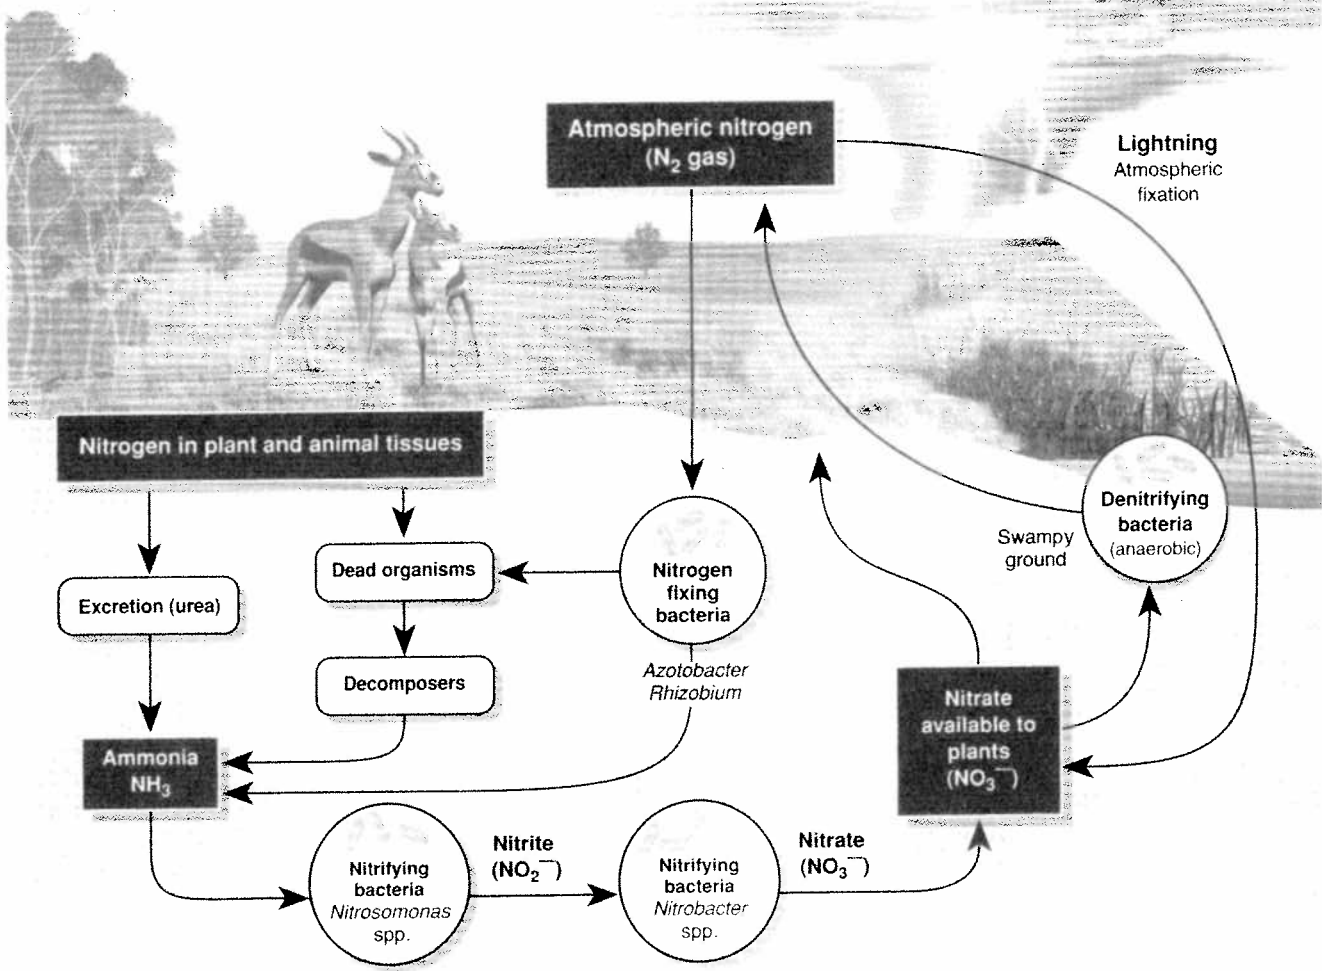 Atmospheric nitrogen
(N₂ gas)
Lightning
Atmospheric
fixation
Nitrogen in plant and animal tissues
Denitrifying
bacteria
(anaerobic)
Swampy
ground
Dead organisms
Nitrogen
fixing
bacteria
Excretion (urea)
Azotobacter
Rhizobium
Decomposers
Nitrate
available to
plants
(NO₃⁻)
Ammonia
NH₃
Nitrifying
bacteria
Nitrosomonas
spp.
Nitrite
(NO₂⁻)
Nitrifying
bacteria
Nitrobacter
spp.
Nitrate
(NO₃⁻)